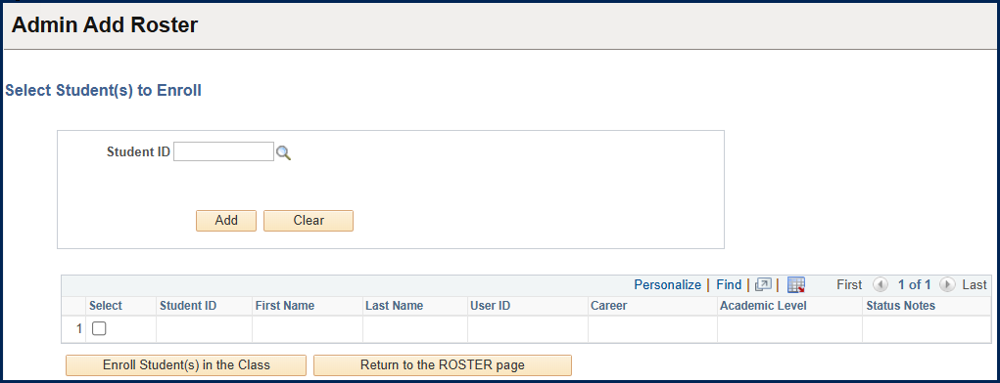 Admin Add Roster
Select Student(s) to Enroll
Student ID
Add Clear
Personalize | Find | | First 1 of 1 Last
Select Student ID First Name Last Name User ID Career Academic Level Status Notes
1
Enroll Student(s) in the Class Return to the ROSTER page